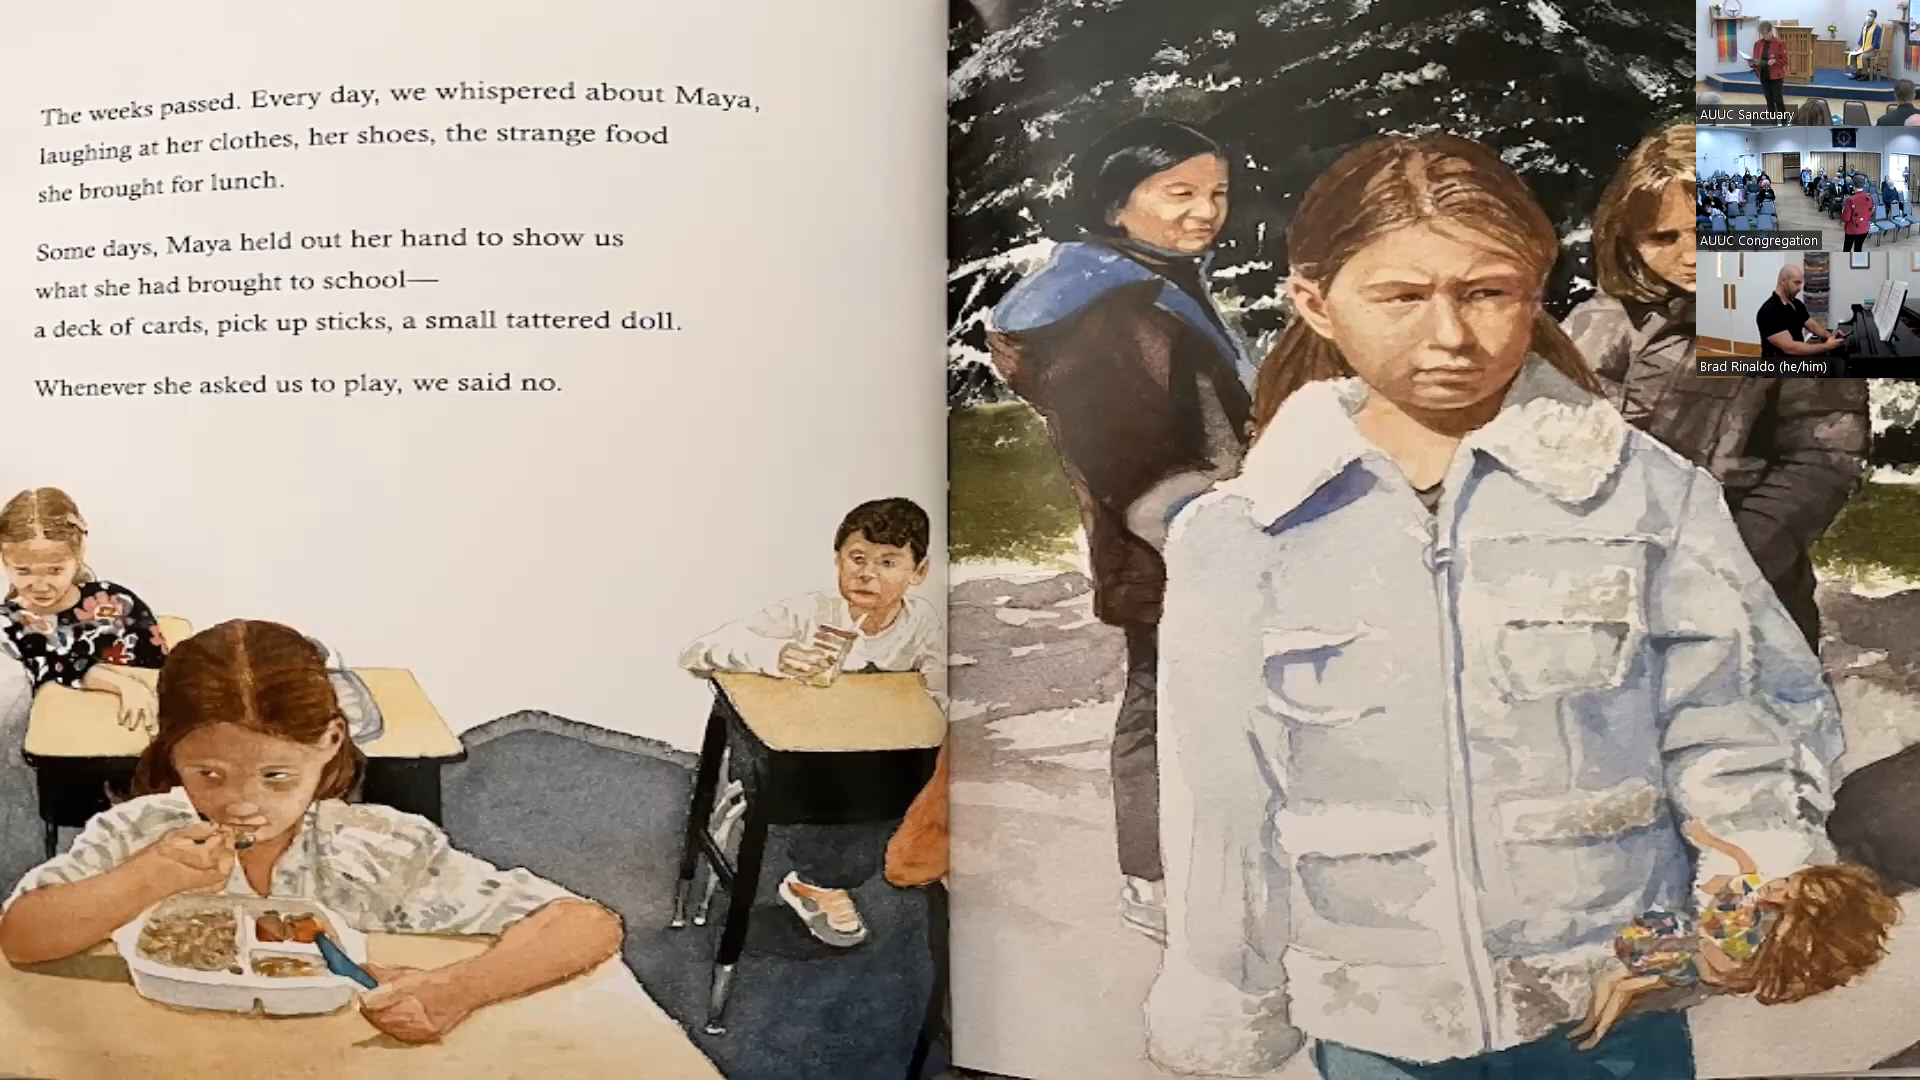 The weeks passed. Every day, we whispered about Maya,
laughing at her clothes, her shoes, the strange food
she brought for lunch.
Some days, Maya held out her hand to show us
what she had brought to school—
a deck of cards, pick up sticks, a small tattered doll.
Whenever she asked us to play, we said no.
AUUC Sanctuary
AUUC Congregation
Brad Rinaldo (he/him)